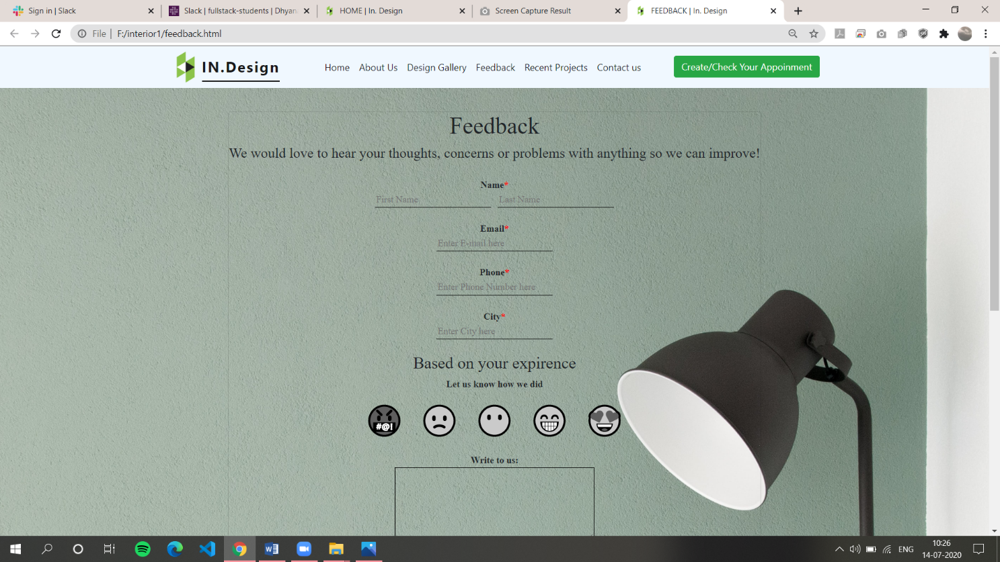 Sign in | Slack
Slack | fullstack-students | Dhyan
HOME | In. Design
Screen Capture Result
FEEDBACK | In. Design
File | F:/interior1/feedback.html
IN.Design
Home About Us Design Gallery Feedback Recent Projects Contact us
Create/Check Your Appoinment
Feedback
We would love to hear your thoughts, concerns or problems with anything so we can improve!
Name*
First Name Last Name
Email*
Enter E-mail here
Phone*
Enter Phone Number here
City*
Enter City here
Based on your expirence
Let us know how we did
#@!
Write to us:
ENG
10:26
14-07-2020